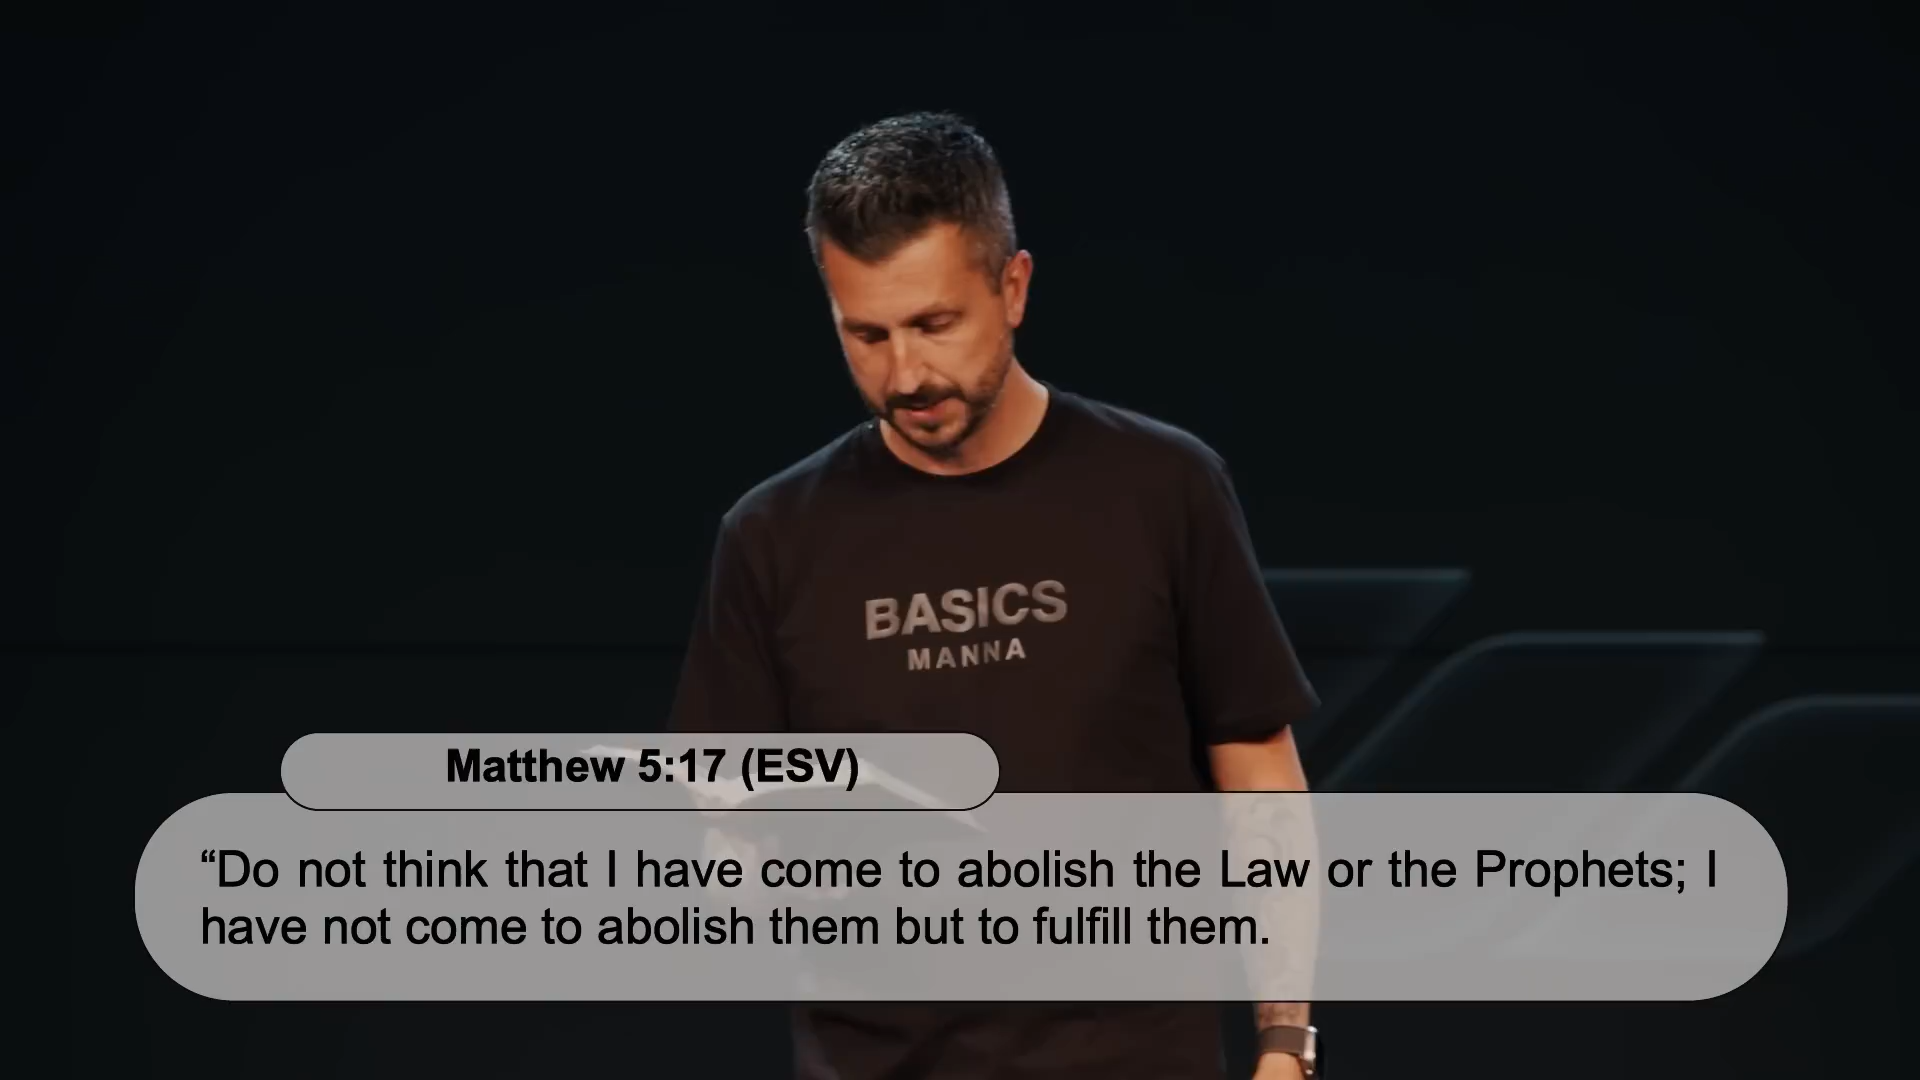 BASICS
MANNA
Matthew 5:17 (ESV)
“Do not think that I have come to abolish the Law or the Prophets; I
have not come to abolish them but to fulfill them.